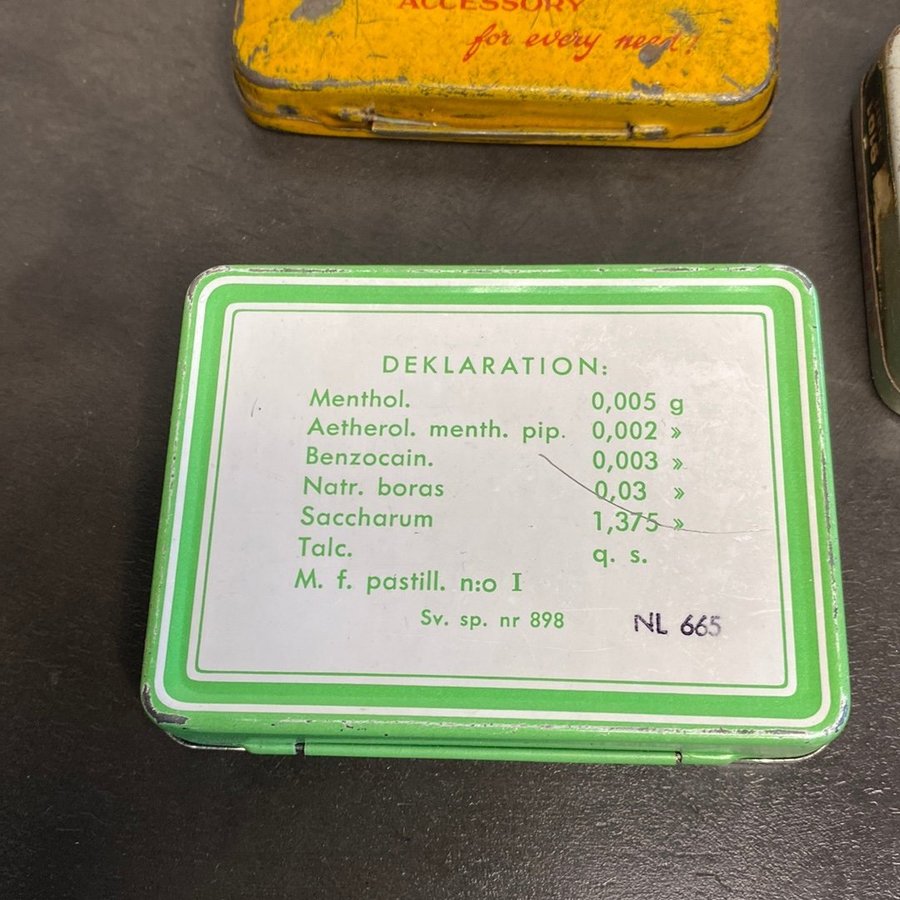 ACCESSORY
for every need!
DEKLARATION:
Menthol. 0,005 g
Aetherol. menth. pip. 0,002 »
Benzocain. 0,003 »
Natr. boras 0,03 »
Saccharum 1,375 »
Talc. q. s.
M. f. pastill. n:o I
Sv. sp. nr 898 NL 665